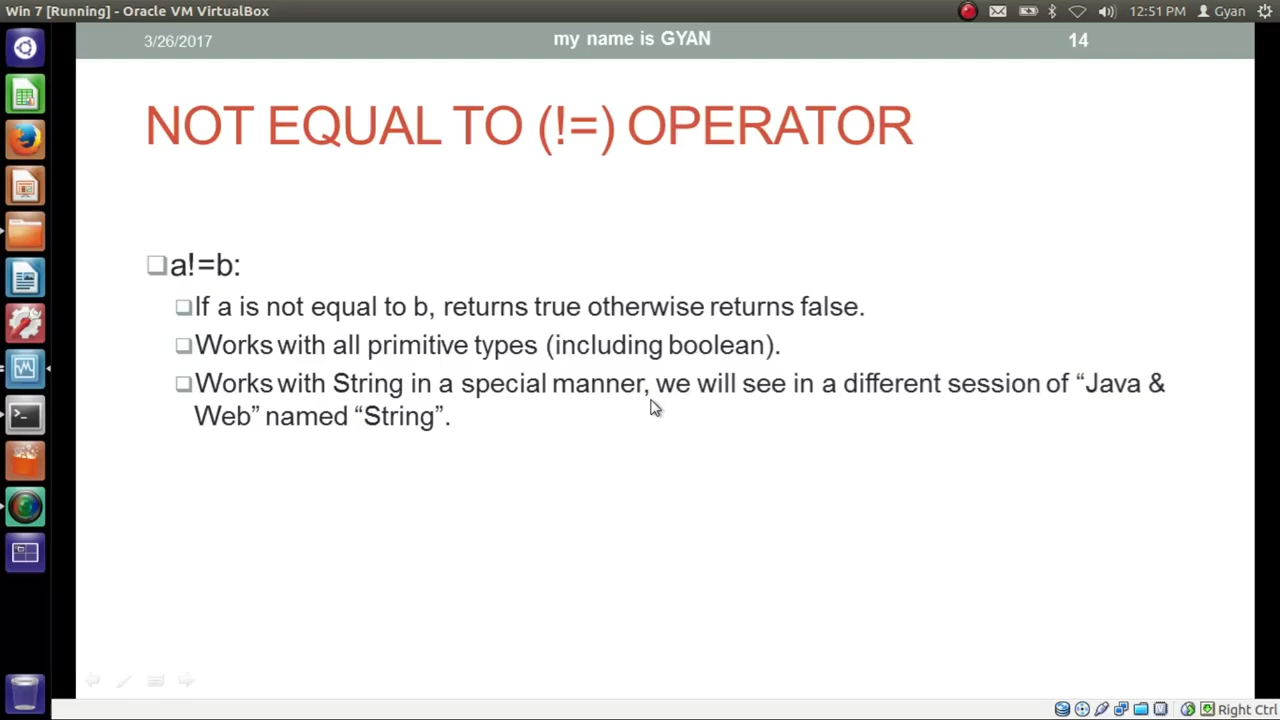 Win 7 [Running] - Oracle VM VirtualBox
12:51 PM
Gyan
3/26/2017
my name is GYAN
14
NOT EQUAL TO (!=) OPERATOR
a!=b:
If a is not equal to b, returns true otherwise returns false.
Works with all primitive types (including boolean).
Works with String in a special manner, we will see in a different session of “Java &
Web” named “String”.
Right Ctrl